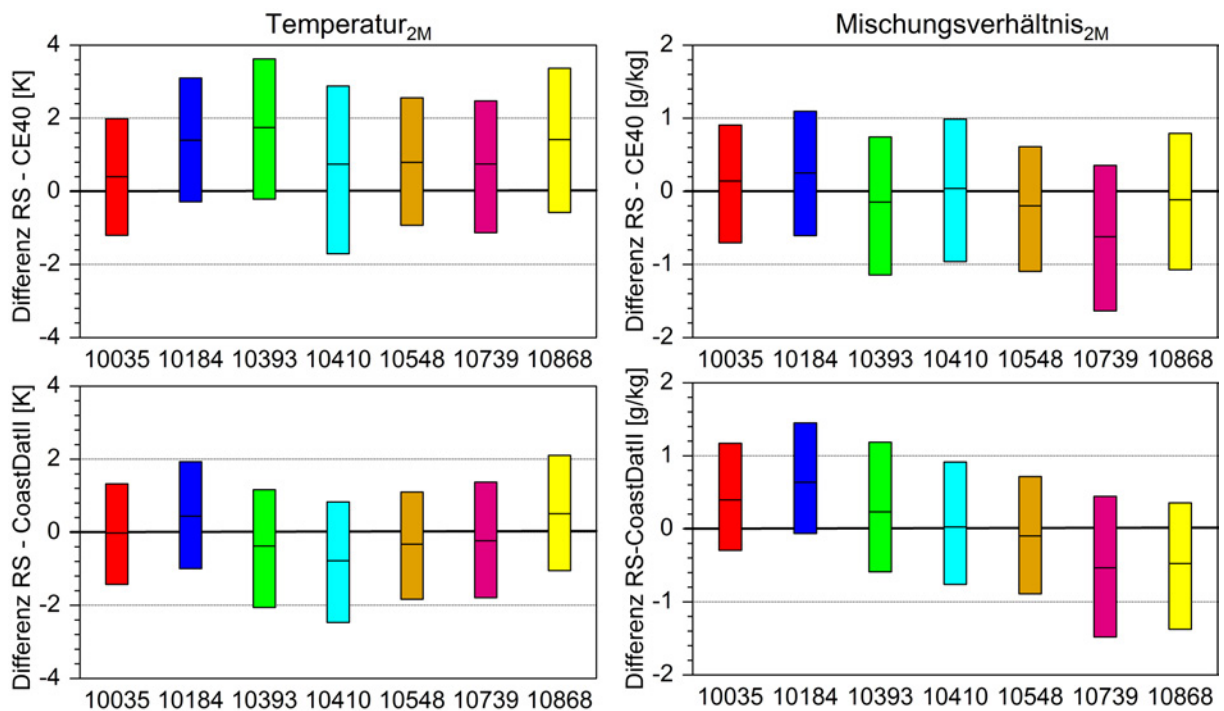 Temperatur2M
Mischungsverhältnis2M
Differenz RS - CE40 [K]
4
2
0
-2
-4
10035 10184 10393 10410 10548 10739 10868
Differenz RS - CE40 [g/kg]
2
1
0
-1
-2
10035 10184 10393 10410 10548 10739 10868
Differenz RS - CoastDatII [K]
4
2
0
-2
-4
10035 10184 10393 10410 10548 10739 10868
Differenz RS-CoastDatII [g/kg]
2
1
0
-1
-2
10035 10184 10393 10410 10548 10739 10868